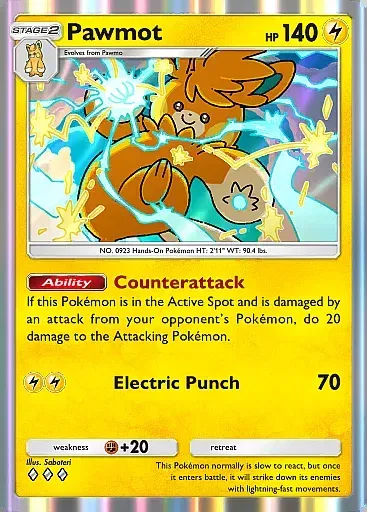 STAGE 2
Pawmot
HP 140
Evolves from Pawmo
NO. 0923 Hands-On Pokémon HT: 2'11" WT: 90.4 lbs.
Ability Counterattack
If this Pokémon is in the Active Spot and is damaged by
an attack from your opponent's Pokémon, do 20
damage to the Attacking Pokémon.
Electric Punch 70
weakness +20
retreat
Illus. Saboteri
This Pokémon normally is slow to react, but once
it enters battle, it will strike down its enemies
with lightning-fast movements.